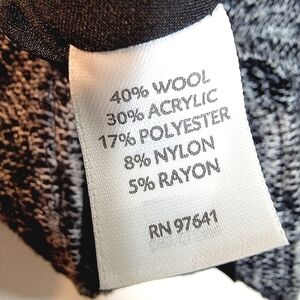 40% WOOL
30% ACRYLIC
17% POLYESTER
8% NYLON
5% RAYON
RN 97641